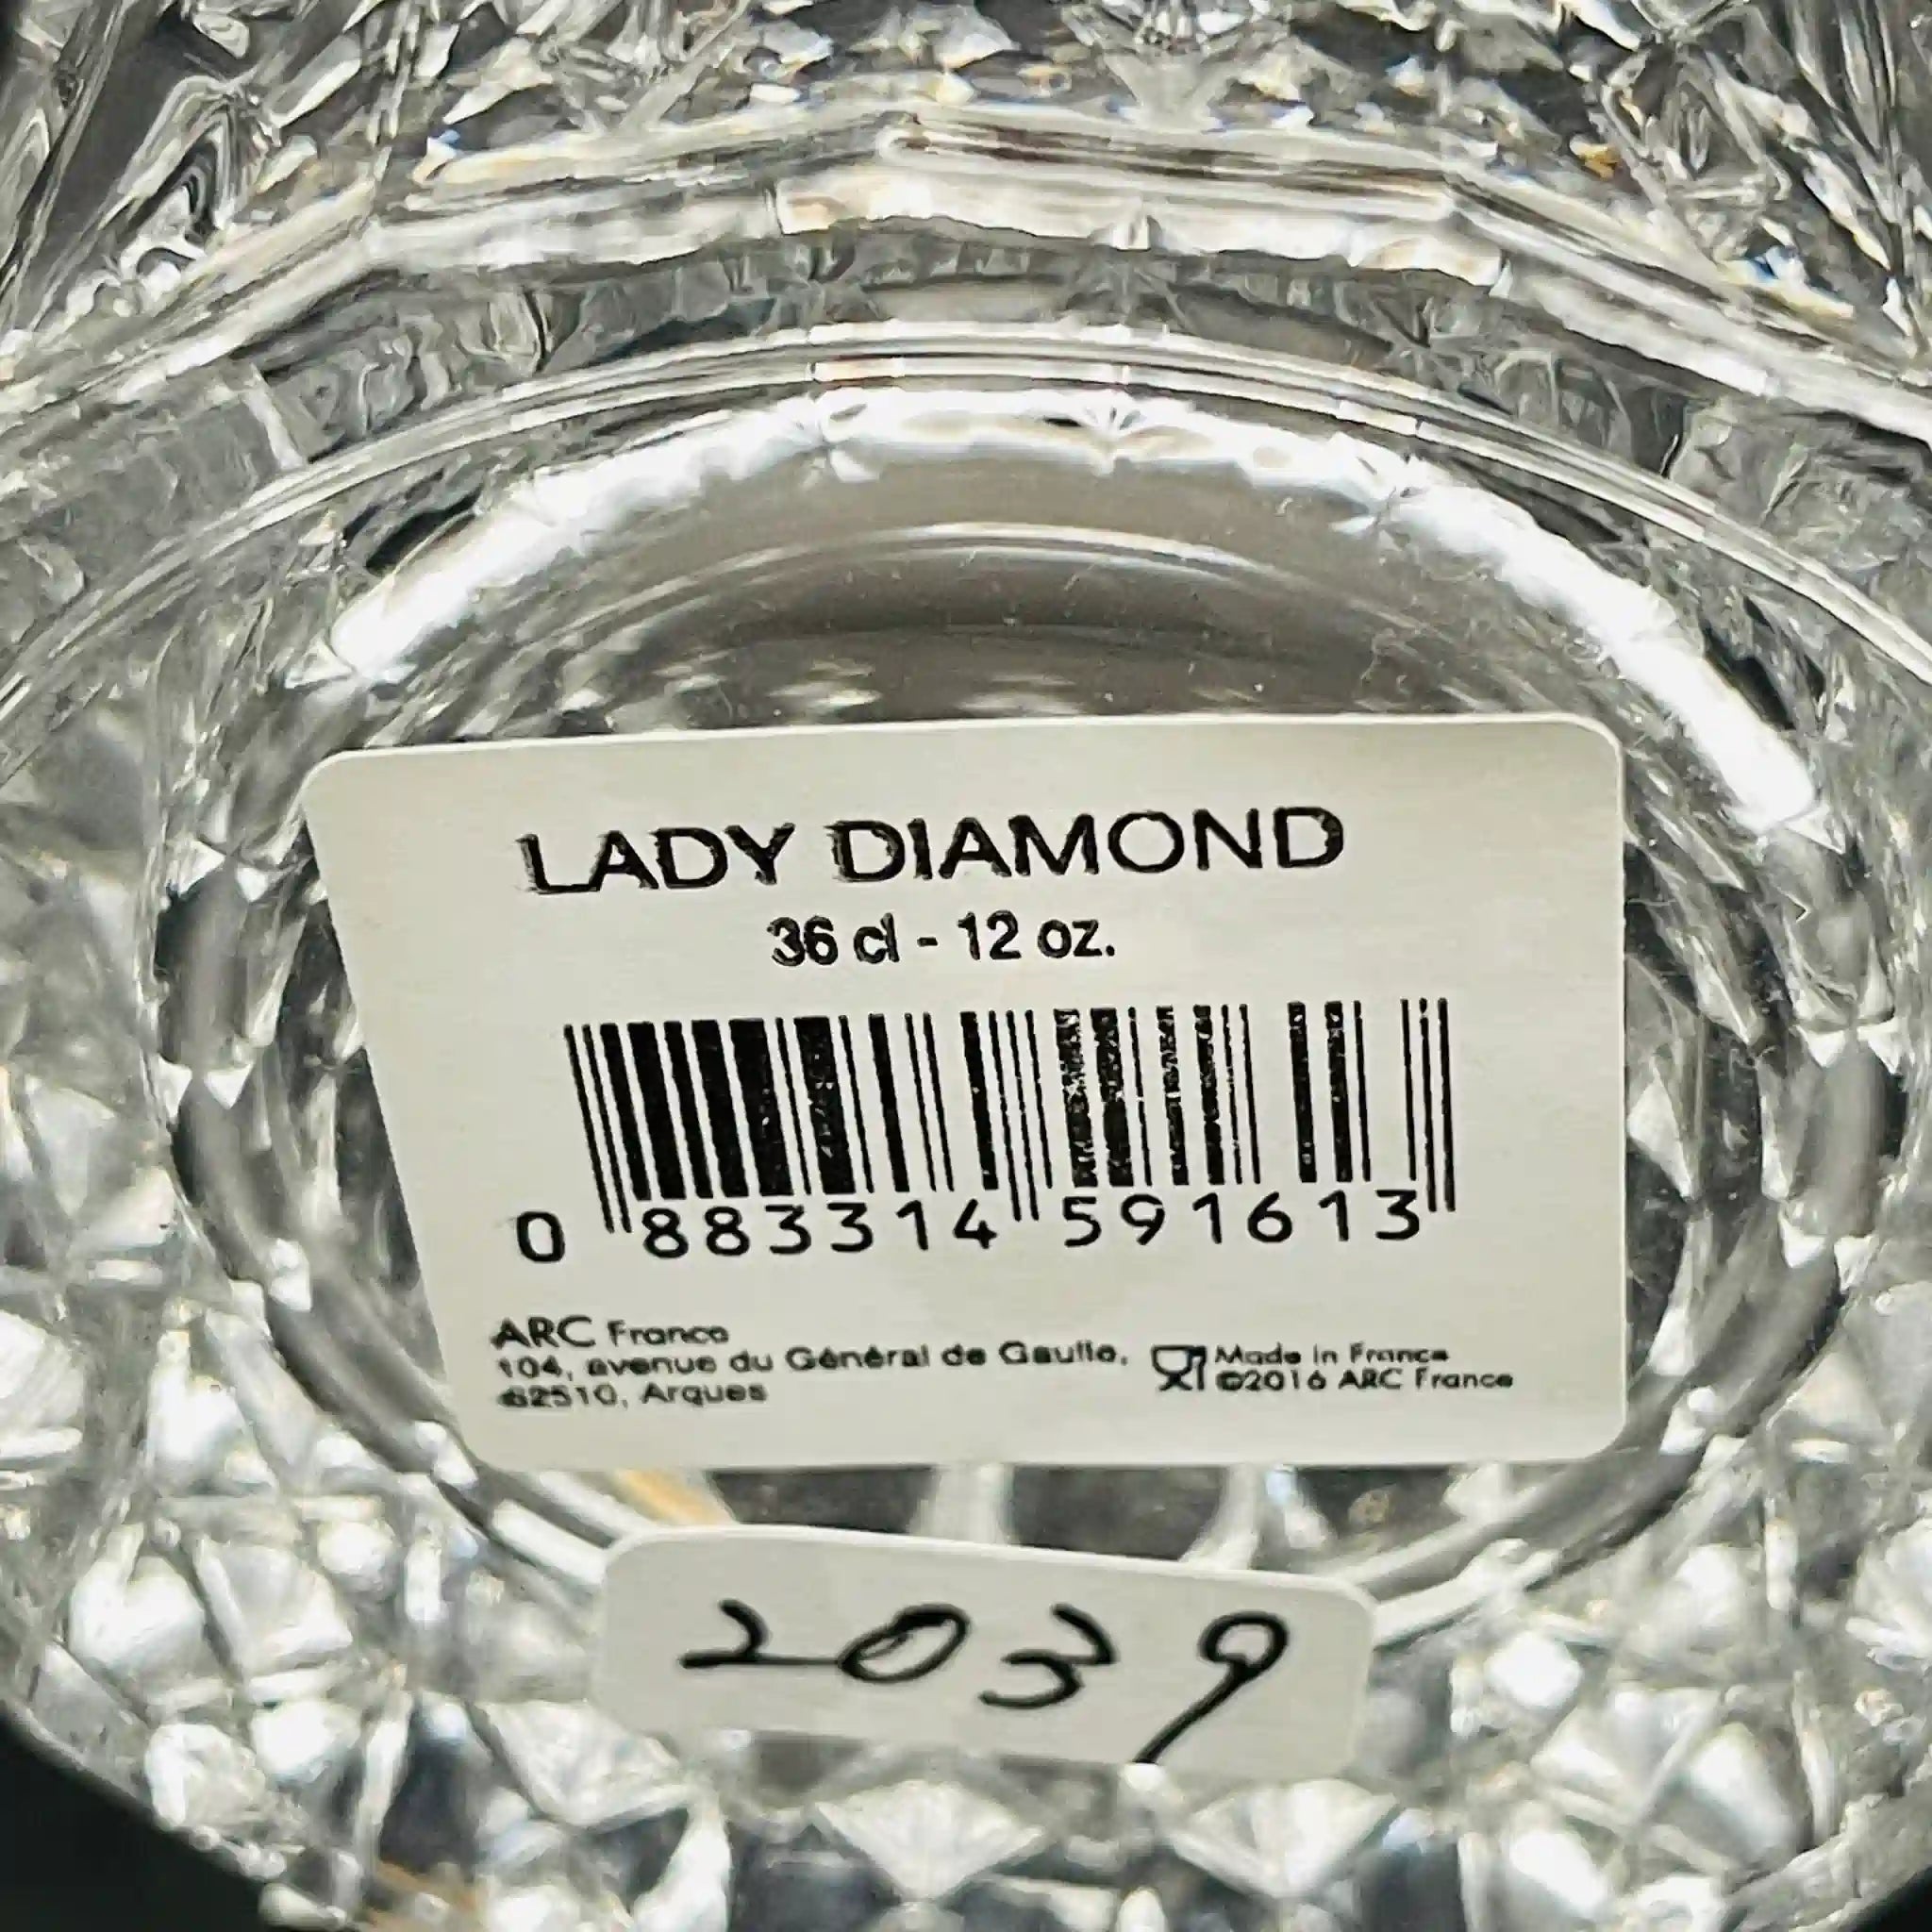 LADY DIAMOND
36 cl - 12 oz.
0 883314 591613
ARC France
104, avenue du Général de Gaulle,
62510, Arques
Made in France
©2016 ARC France
2039